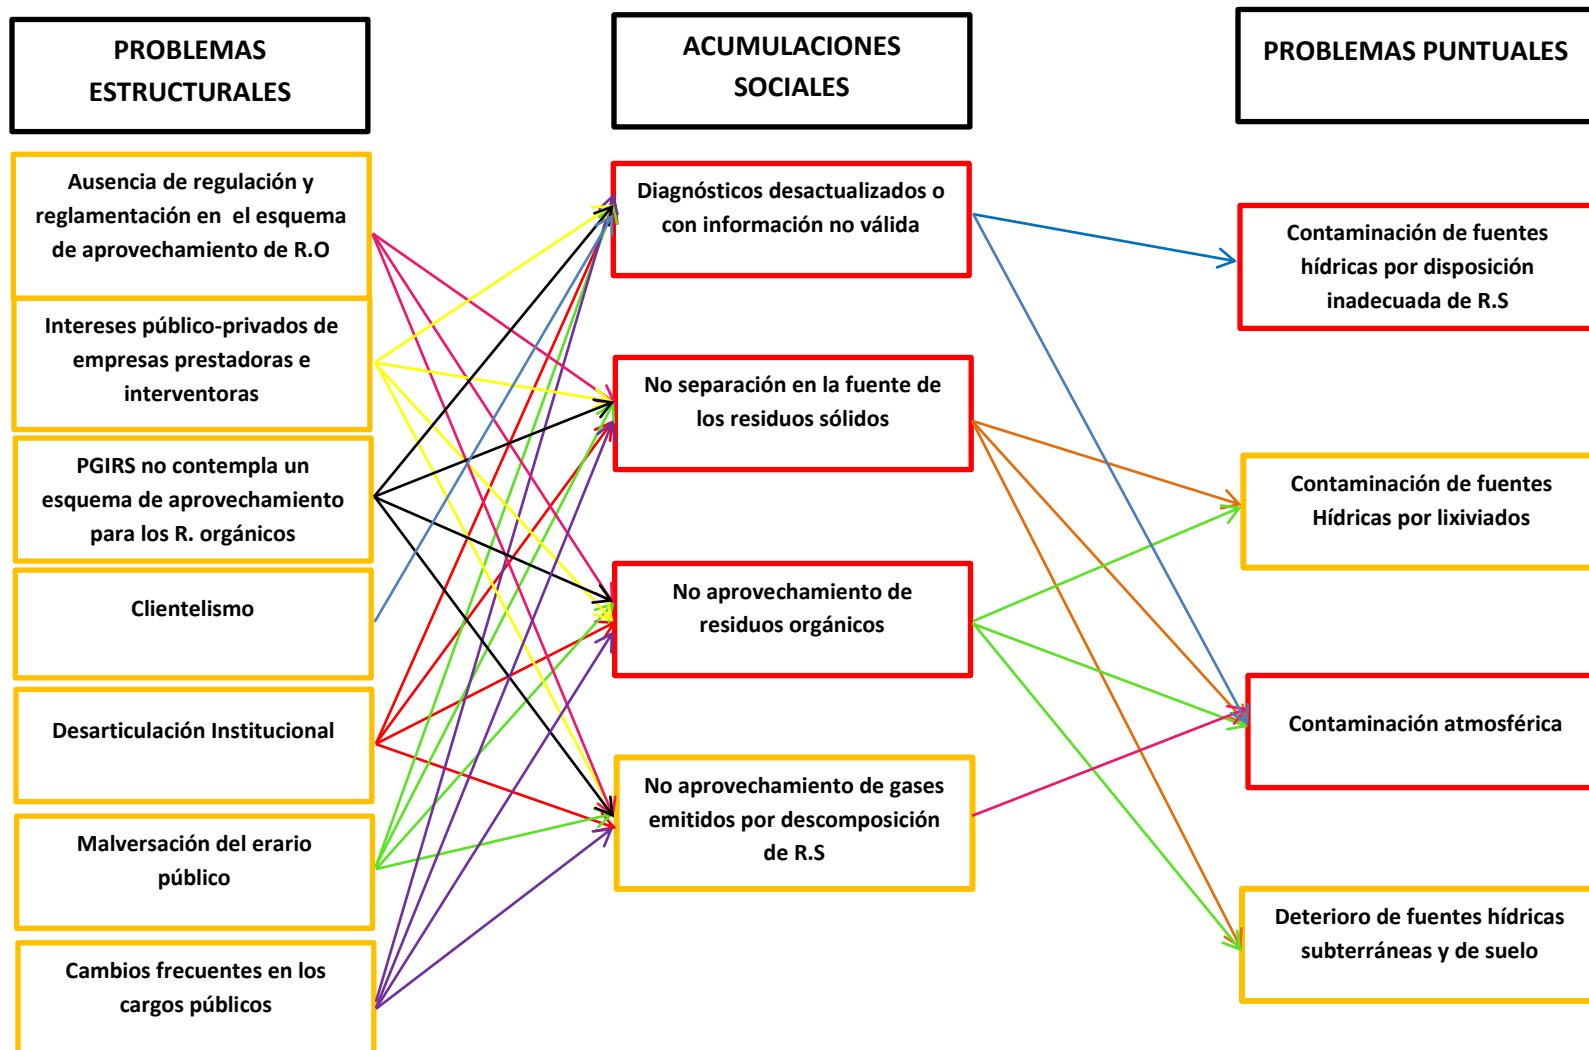 PROBLEMAS
ESTRUCTURALES
Ausencia de regulación y
reglamentación en el esquema
de aprovechamiento de R.O
Intereses público-privados de
empresas prestadoras e
interventoras
PGIRS no contempla un
esquema de aprovechamiento
para los R. orgánicos
Clientelismo
Desarticulación Institucional
Malversación del erario
público
Cambios frecuentes en los
cargos públicos
ACUMULACIONES
SOCIALES
Diagnósticos desactualizados o
con información no válida
No separación en la fuente de
los residuos sólidos
No aprovechamiento de
residuos orgánicos
No aprovechamiento de gases
emitidos por descomposición
de R.S
PROBLEMAS PUNTUALES
Contaminación de fuentes
hídricas por disposición
inadecuada de R.S
Contaminación de fuentes
Hídricas por lixiviados
Contaminación atmosférica
Deterioro de fuentes hídricas
subterráneas y de suelo